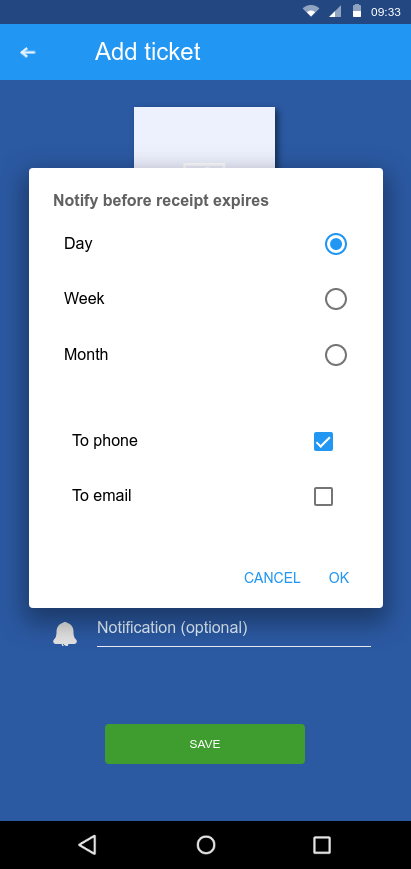 09:33
Add ticket
Notify before receipt expires
Day
Week
Month
To phone
To email
CANCEL OK
Notification (optional)
SAVE